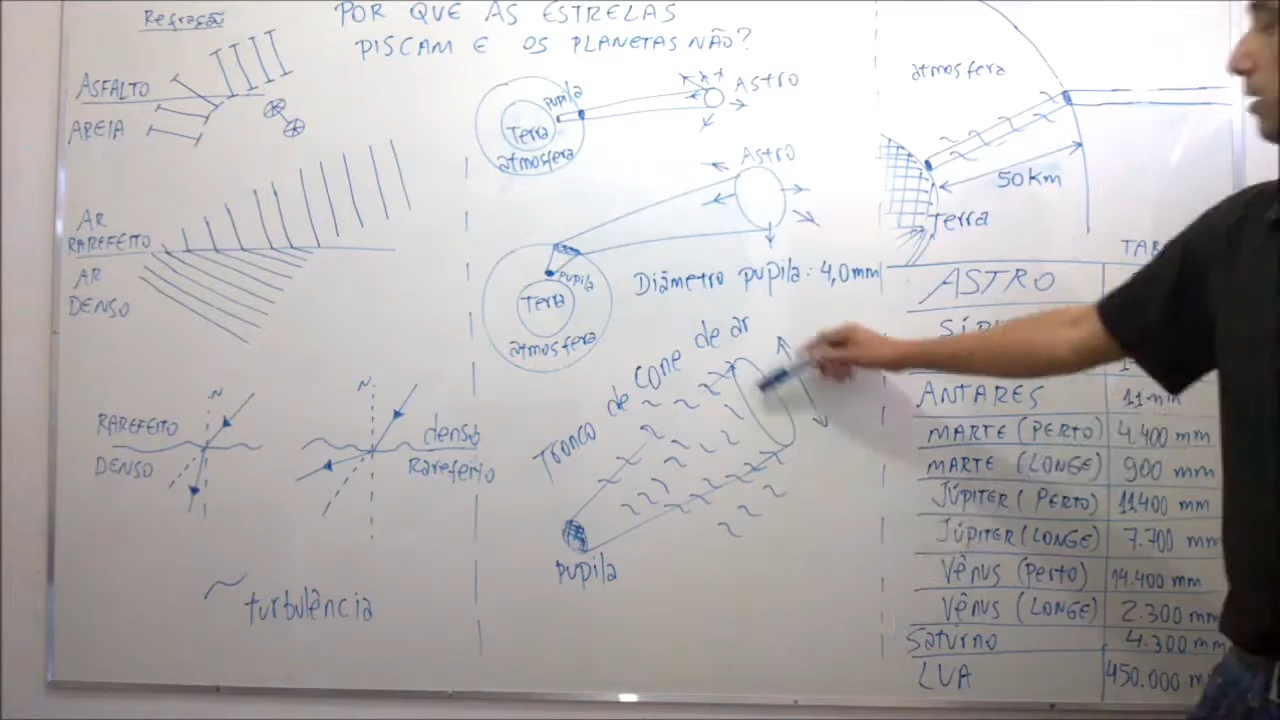 Refração
POR QUE AS ESTRELAS
PISCAM E OS PLANETAS NÃO?
ASFALTO
AREIA
AR
RAREFEITO
AR
DENSO
N
RAREFEITO
DENSO
N
denso
Rarefeito
~ turbulência
pupila
Terra
atmosfera
Astro
Astro
pupila
Terra
atmosfera
Diâmetro pupila: 4,0mm
Tronco de cone de ar
pupila
atmosfera
50Km
Terra
ASTRO
ANTARES 11 mm
MARTE (PERTO) 4.400 mm
MARTE (LONGE) 900 mm
JÚPITER (PERTO) 11.400 mm
JÚPITER (LONGE) 7.700 mm
VÊNUS (PERTO) 14.400 mm
VÊNUS (LONGE) 2.300 mm
Saturno 4.300 mm
LUA 450.000 m